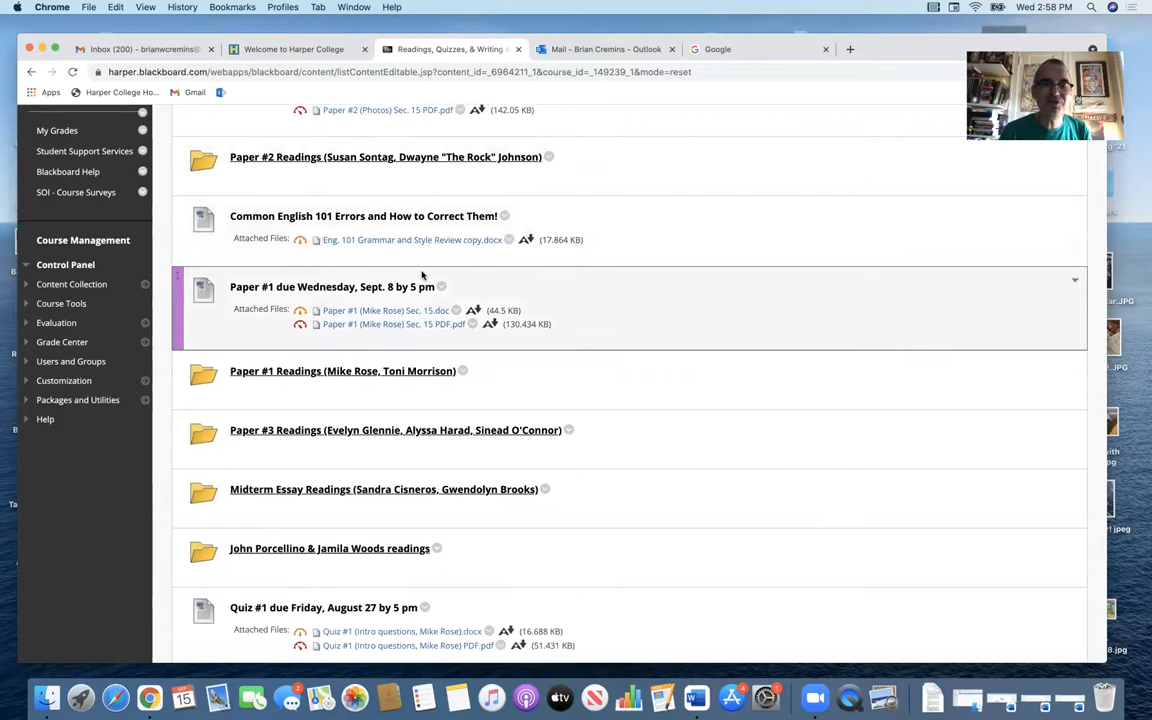 Chrome File Edit View History Bookmarks Profiles Tab Window Help Wed 2:58 PM
Inbox (200) - brianwcremins@ Welcome to Harper College Readings, Quizzes, & Writing A Mail - Brian Cremins - Outlook Google
harper.blackboard.com/webapps/blackboard/content/listContentEditable.jsp?content_id=_6964211_1&course_id=_149239_1&mode=reset
Apps Harper College Ho... Gmail
Paper #2 (Photos) Sec. 15 PDF.pdf (142.05 KB)
My Grades
Student Support Services
Blackboard Help
SOI - Course Surveys
Course Management
Control Panel
Content Collection
Course Tools
Evaluation
Grade Center
Users and Groups
Customization
Packages and Utilities
Help
Paper #2 Readings (Susan Sontag, Dwayne "The Rock" Johnson)
Common English 101 Errors and How to Correct Them!
Attached Files: Eng. 101 Grammar and Style Review copy.docx (17.864 KB)
Paper #1 due Wednesday, Sept. 8 by 5 pm
Attached Files: Paper #1 (Mike Rose) Sec. 15.doc (44.5 KB)
Paper #1 (Mike Rose) Sec. 15 PDF.pdf (130.434 KB)
Paper #1 Readings (Mike Rose, Toni Morrison)
Paper #3 Readings (Evelyn Glennie, Alyssa Harad, Sinead O'Connor)
Midterm Essay Readings (Sandra Cisneros, Gwendolyn Brooks)
John Porcellino & Jamila Woods readings
Quiz #1 due Friday, August 27 by 5 pm
Attached Files: Quiz #1 (Intro questions, Mike Rose).docx (16.688 KB)
Quiz #1 (Intro questions, Mike Rose) PDF.pdf (51.431 KB)
SEP
15
2
tv
4
1